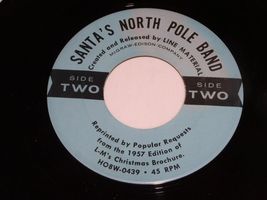 SANTA'S NORTH POLE BAND
Created and Released by LINE MATERIAL
McGRAW-EDISON COMPANY
SIDE
TWO
SIDE
TWO
Reprinted by Popular Requests
from the 1957 Edition of
L-M's Christmas Brochure.
HO8W-0439 • 45 RPM